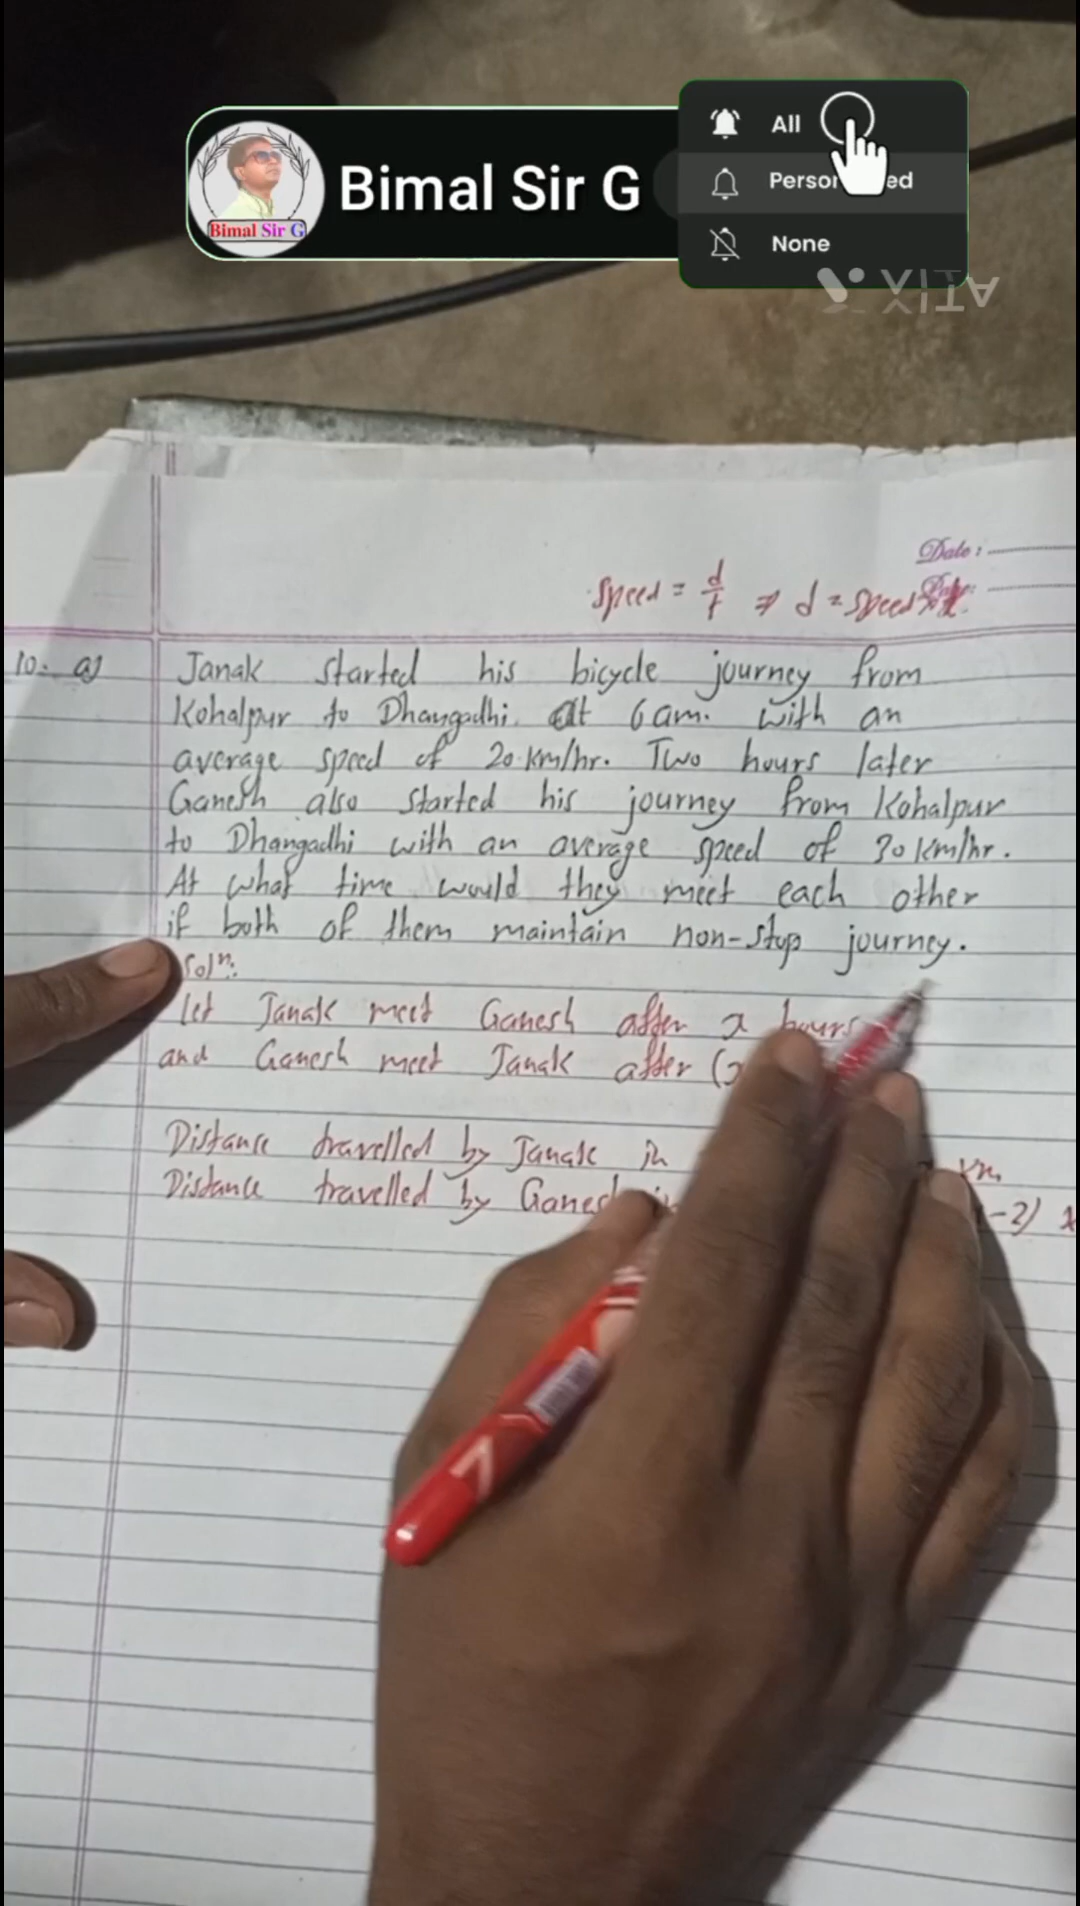 All
Bimal Sir G
Bimal Sir G
None
VITA
Date:
Speed = d/t ⇒ d = speed × t
10. a) Janak started his bicycle journey from
Kohalpur to Dhangadhi. At 6 am. with an
average speed of 20 km/hr. Two hours later
Ganesh also started his journey from Kohalpur
to Dhangadhi with an average speed of 30 km/hr.
At what time would they meet each other
if both of them maintain non-stop journey.
Solⁿ:
Let Janak meet Ganesh after x hours
and Ganesh meet Janak after (x
Distance travelled by Janak in km
Distance travelled by Ganesh -2) x